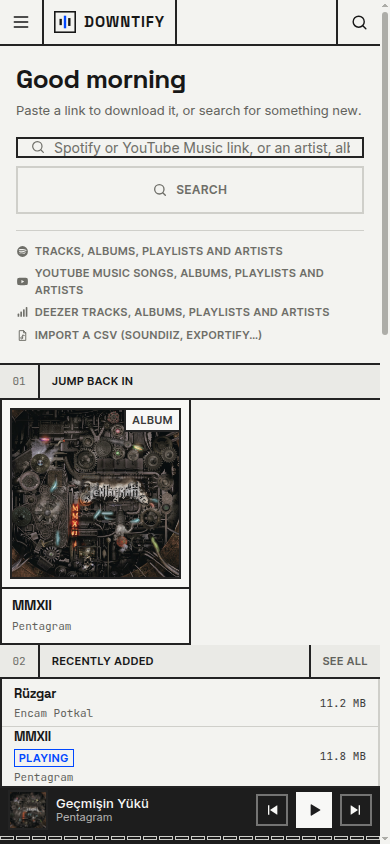 DOWNTIFY
Good morning
Paste a link to download it, or search for something new.
Spotify or YouTube Music link, or an artist, alb
SEARCH
TRACKS, ALBUMS, PLAYLISTS AND ARTISTS
YOUTUBE MUSIC SONGS, ALBUMS, PLAYLISTS AND
ARTISTS
DEEZER TRACKS, ALBUMS, PLAYLISTS AND ARTISTS
IMPORT A CSV (SOUNDIIZ, EXPORTIFY...)
01 JUMP BACK IN
ALBUM
Pentagram
MMXII
MMXII
Pentagram
02 RECENTLY ADDED SEE ALL
Rüzgar
Encam Potkal
11.2 MB
MMXII
PLAYING
Pentagram
11.8 MB
Geçmişin Yükü
Pentagram